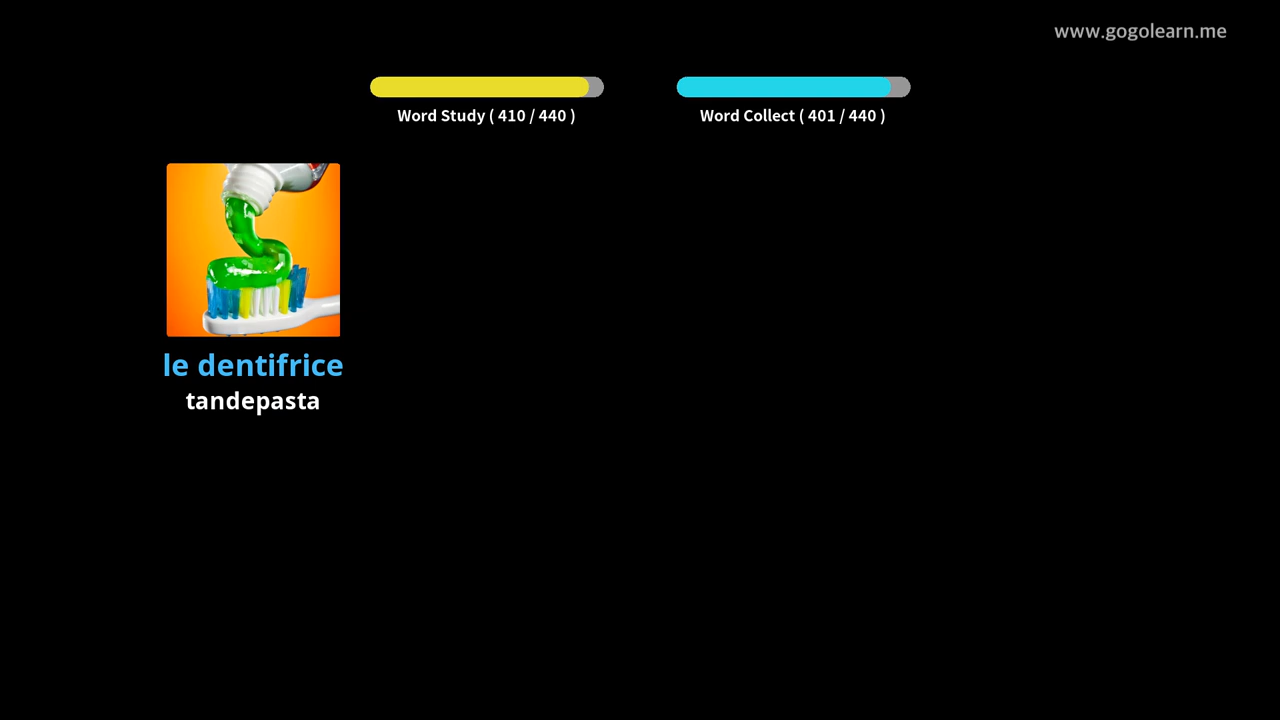 www.gogolearn.me
Word Study ( 410 / 440 )
Word Collect ( 401 / 440 )
le dentifrice
tandepasta